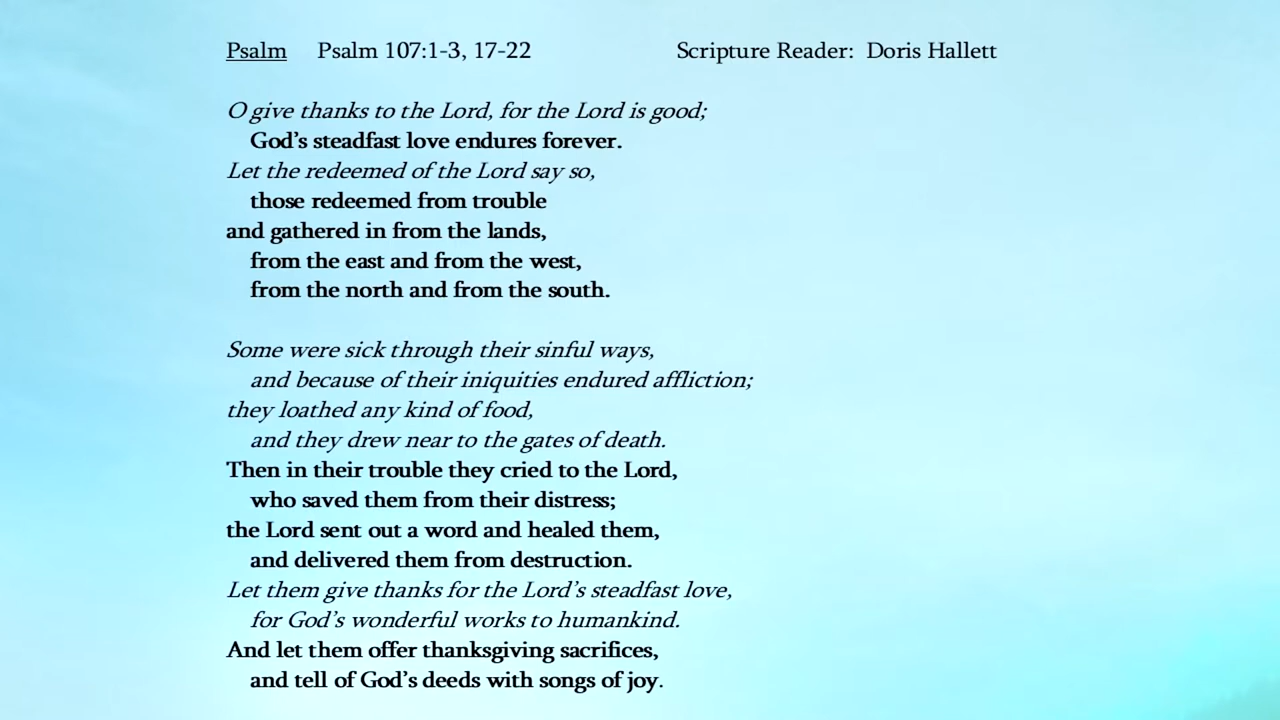 Psalm Psalm 107:1-3, 17-22 Scripture Reader: Doris Hallett
O give thanks to the Lord, for the Lord is good;
God’s steadfast love endures forever.
Let the redeemed of the Lord say so,
those redeemed from trouble
and gathered in from the lands,
from the east and from the west,
from the north and from the south.
Some were sick through their sinful ways,
and because of their iniquities endured affliction;
they loathed any kind of food,
and they drew near to the gates of death.
Then in their trouble they cried to the Lord,
who saved them from their distress;
the Lord sent out a word and healed them,
and delivered them from destruction.
Let them give thanks for the Lord’s steadfast love,
for God’s wonderful works to humankind.
And let them offer thanksgiving sacrifices,
and tell of God’s deeds with songs of joy.